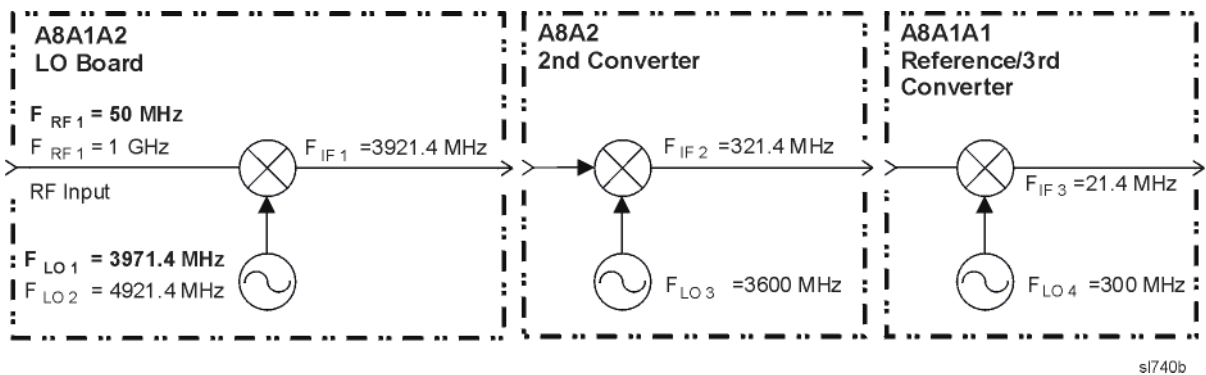 A8A1A2
LO Board
F RF 1 = 50 MHz
F RF 1 = 1 GHz
RF Input
F IF 1 =3921.4 MHz
F LO 1 = 3971.4 MHz
F LO 2 = 4921.4 MHz
A8A2
2nd Converter
F IF 2 =321.4 MHz
F LO 3 =3600 MHz
A8A1A1
Reference/3rd
Converter
F IF 3 =21.4 MHz
F LO 4 =300 MHz
sl740b